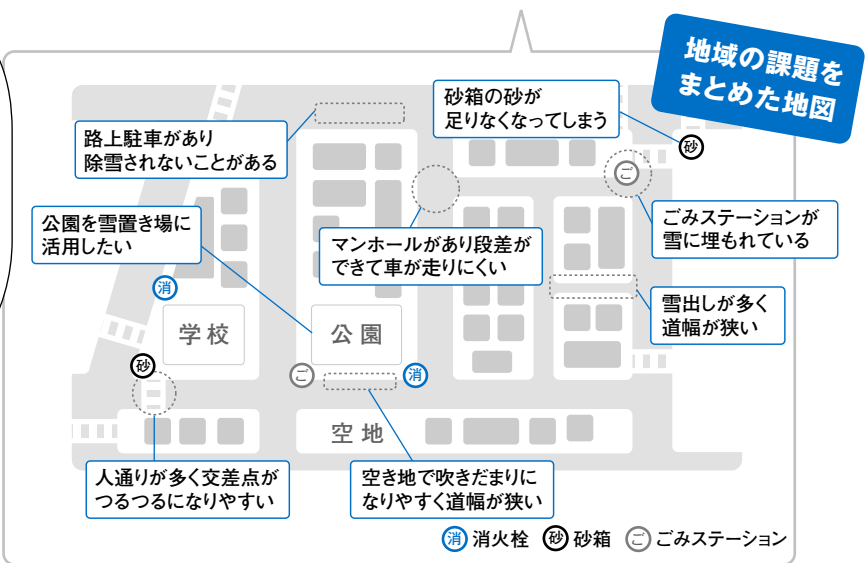 地域の課題を
まとめた地図
砂箱の砂が
足りなくなってしまう
路上駐車があり
除雪されないことがある
砂
ご
公園を雪置き場に
活用したい
マンホールがあり段差が
できて車が走りにくい
ごみステーションが
雪に埋もれている
消
雪出しが多く
道幅が狭い
学校
公園
砂
ご
消
空地
人通りが多く交差点が
つるつるになりやすい
空き地で吹きだまりに
なりやすく道幅が狭い
消 消火栓 砂 砂箱 ご ごみステーション